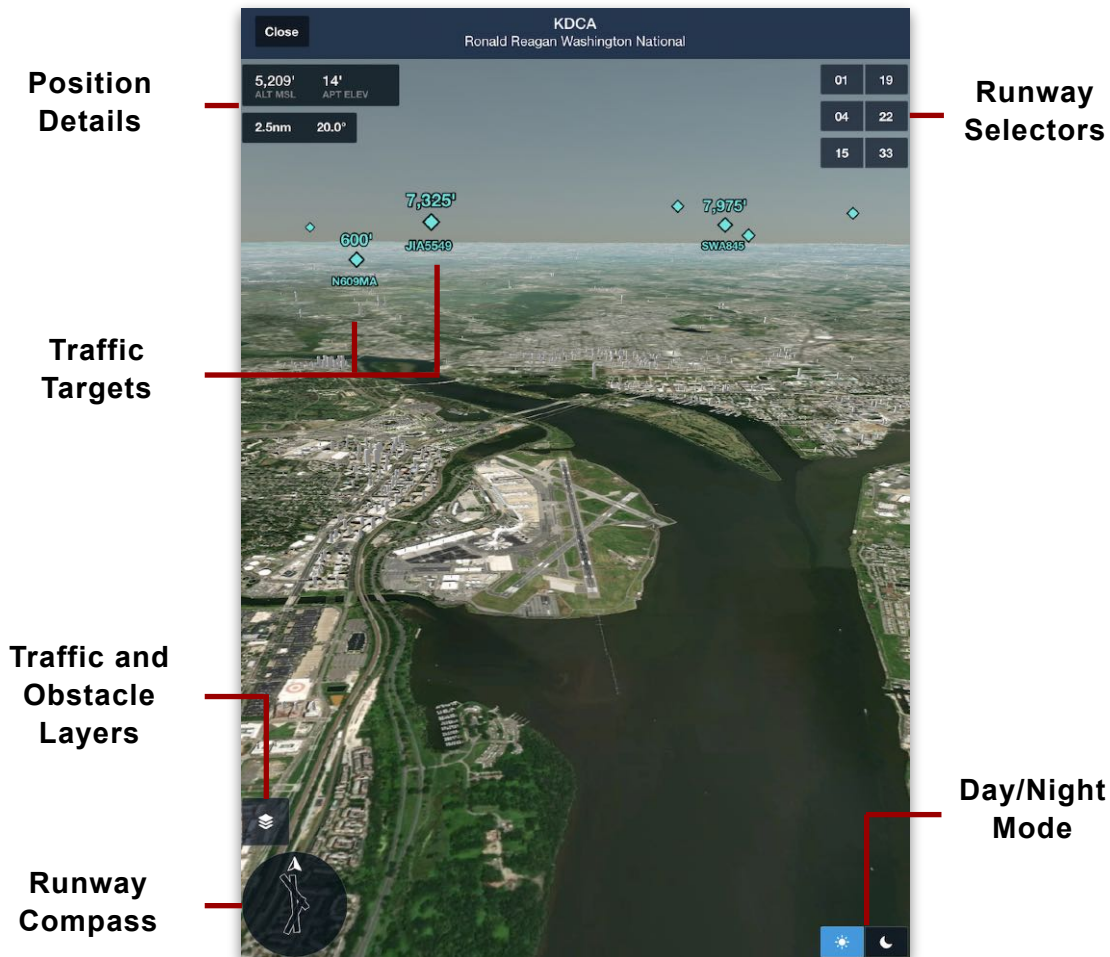 Close
KDCA
Ronald Reagan Washington National
Position
Details
5,209' 14'
ALT MSL APT ELEV
2.5nm 20.0°
01 19
04 22
15 33
Runway
Selectors
7,325'
JIA5549
600'
N609MA
7,975'
SWA845
Traffic
Targets
Traffic and
Obstacle
Layers
Day/Night
Mode
Runway
Compass